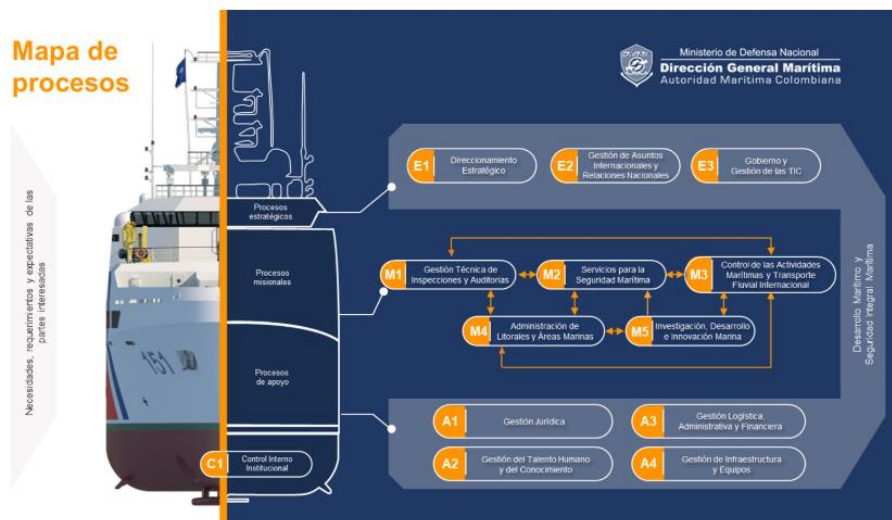 Mapa de
procesos
Ministerio de Defensa Nacional
Dirección General Marítima
Autoridad Marítima Colombiana
Necesidades, requerimientos y expectativas de las
partes interesadas
Procesos
estratégicos
E1
Direccionamiento
Estratégico
E2
Gestión de Asuntos
Internacionales y
Relaciones Nacionales
E3
Gobierno y
Gestión de las TIC
Procesos
misionales
M1
Gestión Técnica de
Inspecciones y Auditorias
M2
Servicios para la
Seguridad Marítima
M3
Control de las Actividades
Marítimas y Transporte
Fluvial Internacional
M4
Administración de
Litorales y Áreas Marinas
M5
Investigación, Desarrollo
e Innovación Marina
Desarrollo Marítimo y
Seguridad Integral Marítima
151
Procesos
de apoyo
A1
Gestión Jurídica
A3
Gestión Logística,
Administrativa y Financiera
A2
Gestión del Talento Humano
y del Conocimiento
A4
Gestión de Infraestructura
y Equipos
C1
Control Interno
Institucional